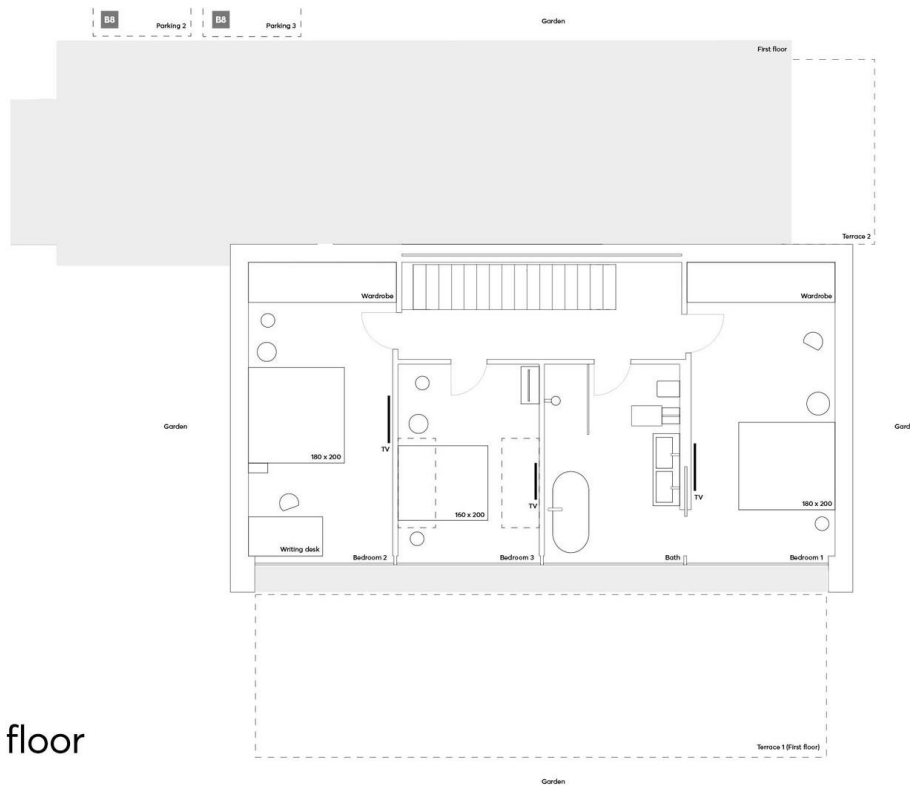 B8
Parking 2
B8
Parking 3
Garden
First floor
Terrace 2
Wardrobe
Wardrobe
Garden
Gard
TV
180 x 200
160 x 200
TV
TV
180 x 200
Writing desk
Bedroom 2
Bedroom 3
Bath
Bedroom 1
floor
Terrace 1 (First floor)
Garden